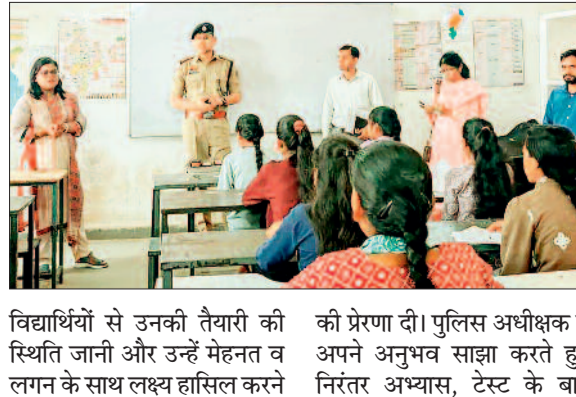 विद्यार्थियों से उनकी तैयारी की
स्थिति जानी और उन्हें मेहनत व
लगन के साथ लक्ष्य हासिल करने
की प्रेरणा दी। पुलिस अधीक्षक
अपने अनुभव साझा करते
निरंतर अभ्यास, टेस्ट के